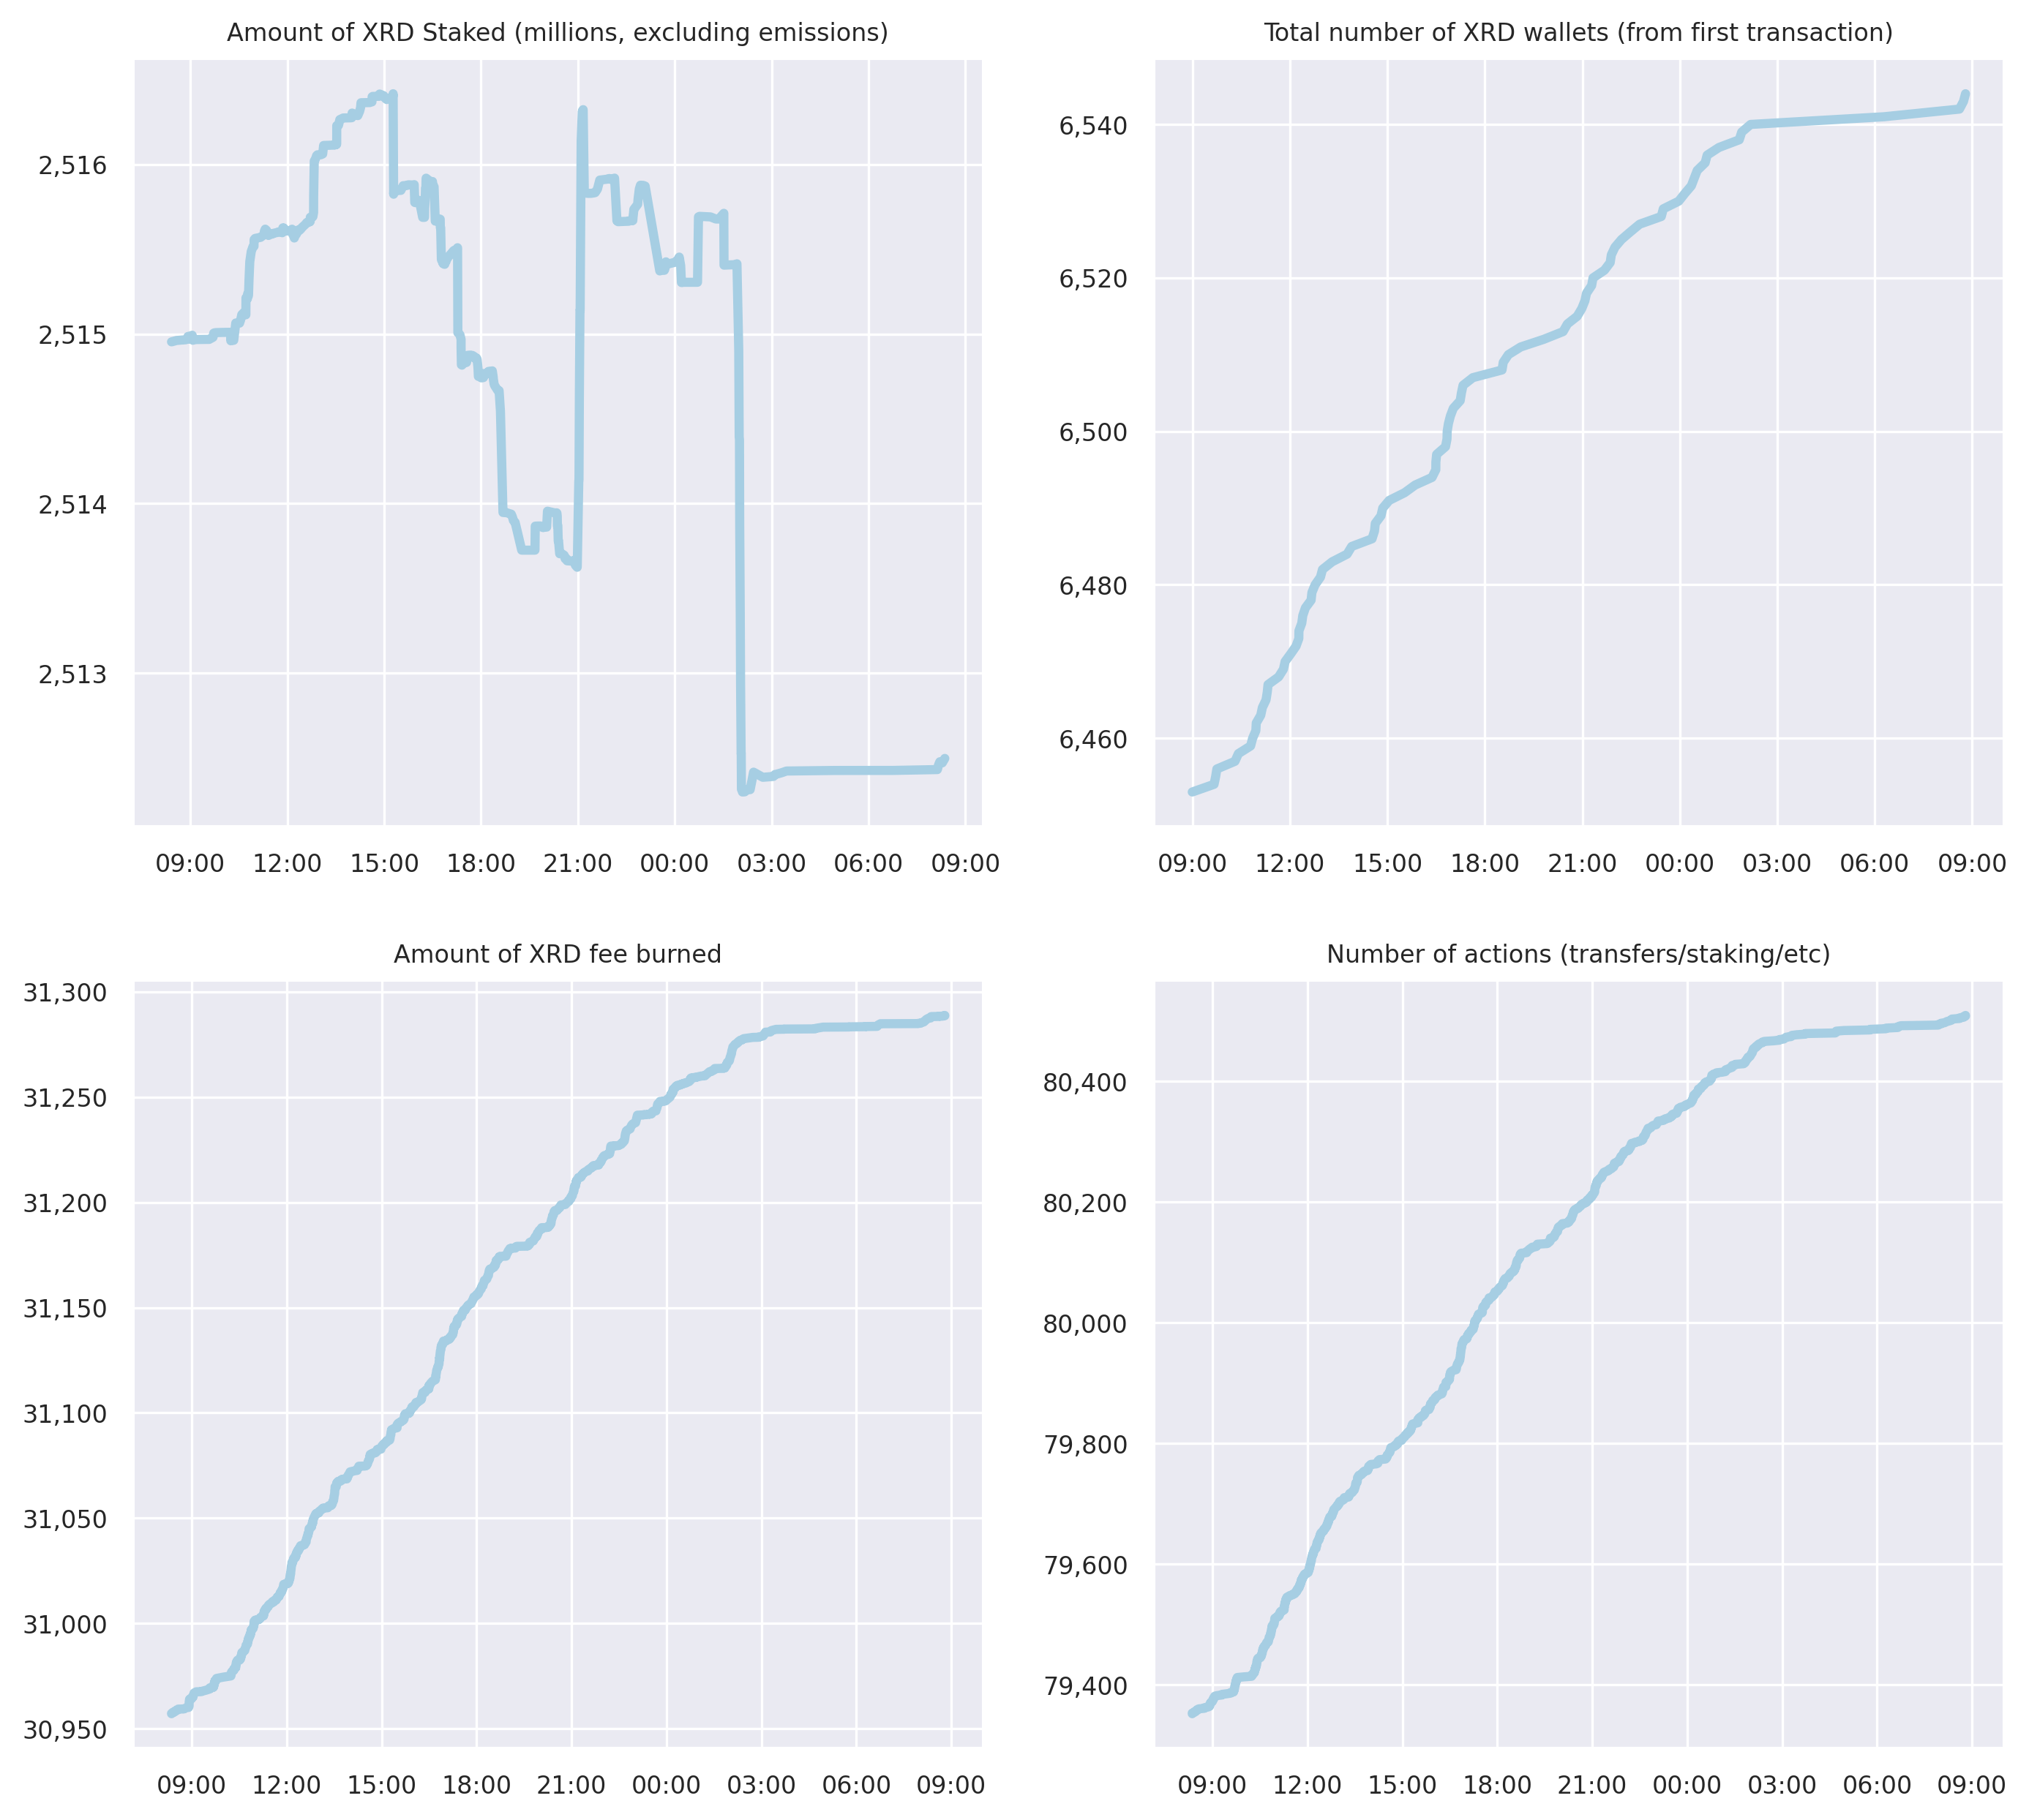 Amount of XRD Staked (millions, excluding emissions)
2,516
2,515
2,514
2,513
09:00 12:00 15:00 18:00 21:00 00:00 03:00 06:00 09:00
Total number of XRD wallets (from first transaction)
6,540
6,520
6,500
6,480
6,460
09:00 12:00 15:00 18:00 21:00 00:00 03:00 06:00 09:00
Amount of XRD fee burned
31,300
31,250
31,200
31,150
31,100
31,050
31,000
30,950
09:00 12:00 15:00 18:00 21:00 00:00 03:00 06:00 09:00
Number of actions (transfers/staking/etc)
80,400
80,200
80,000
79,800
79,600
79,400
09:00 12:00 15:00 18:00 21:00 00:00 03:00 06:00 09:00